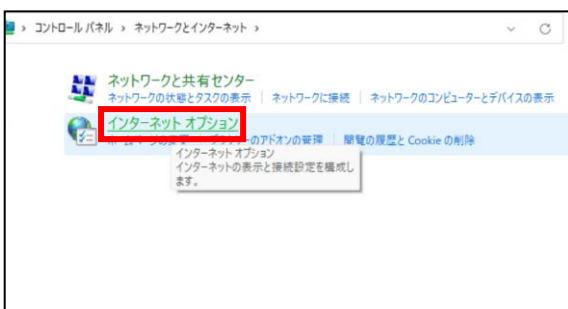 › コントロール パネル › ネットワークとインターネット ›
ネットワークと共有センター
ネットワークの状態とタスクの表示 | ネットワークに接続 | ネットワークのコンピューターとデバイスの表示
インターネット オプション
のアドオンの管理 | 閲覧の履歴と Cookie の削除
インターネット オプション
インターネットの表示と接続設定を構成し
ます。